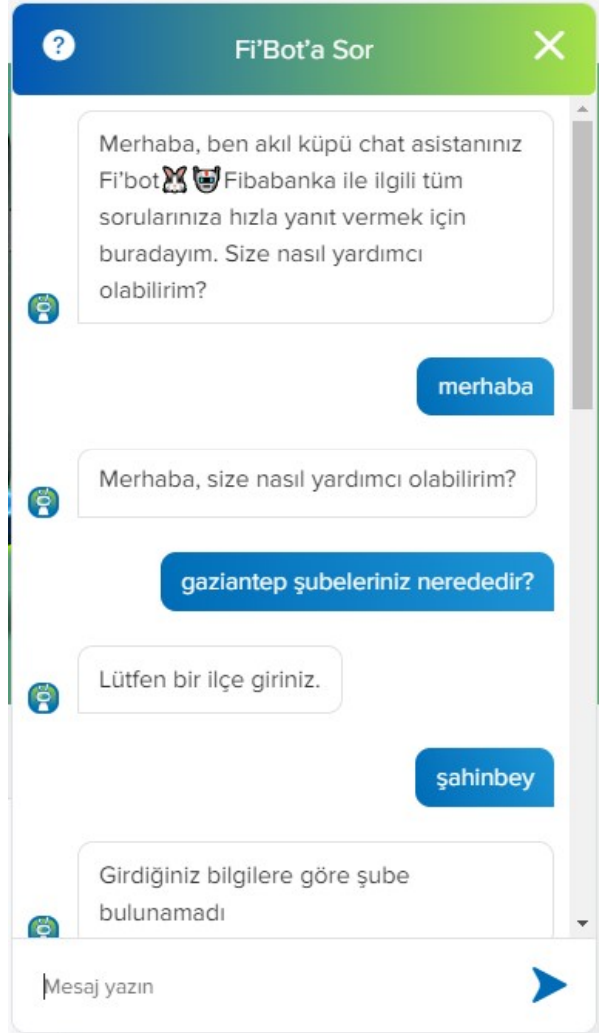 ?
Fi'Bot'a Sor
Merhaba, ben akıl küpü chat asistanınız
Fi'bot🐰🤖Fibabanka ile ilgili tüm
sorularınıza hızla yanıt vermek için
buradayım. Size nasıl yardımcı
olabilirim?
merhaba
Merhaba, size nasıl yardımcı olabilirim?
gaziantep şubeleriniz nerededir?
Lütfen bir ilçe giriniz.
şahinbey
Girdiğiniz bilgilere göre şube
bulunamadı
Mesaj yazın